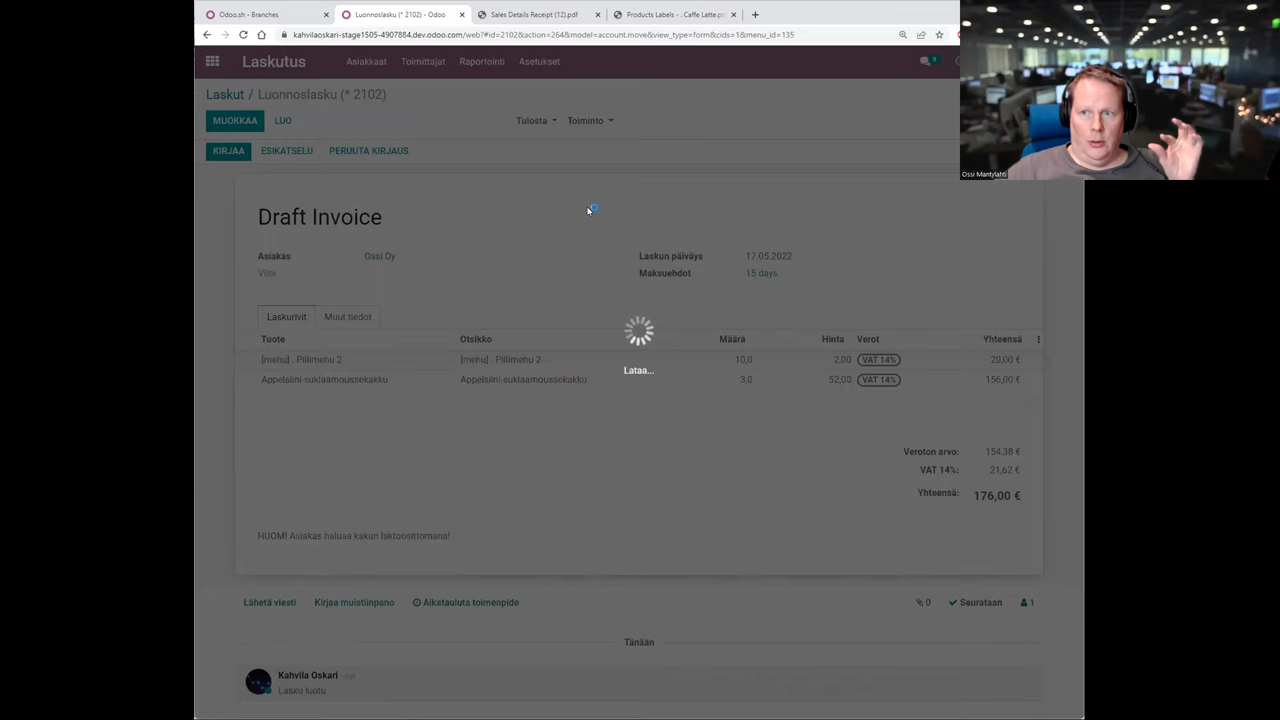 Odoo.sh - Branches
Luonnoslasku (* 2102) - Odoo
Sales Details Receipt (12).pdf
Products Labels - . Caffe Latte.pd
kahvilaoskari-stage1505-4907884.dev.odoo.com/web?#id=2102&action=264&model=account.move&view_type=form&cids=1&menu_id=135
Laskutus
Asiakkaat
Toimittajat
Raportointi
Asetukset
Laskut / Luonnoslasku (* 2102)
MUOKKAA
LUO
Tulosta
Toiminto
KIRJAA
ESIKATSELU
PERUUTA KIRJAUS
Ossi Mantylahti
Draft Invoice
Asiakas Ossi Oy
Laskun päiväys 17.05.2022
Viite
Maksuehdot 15 days
Laskurivit
Muut tiedot
Tuote Otsikko Määrä Hinta Verot Yhteensä
[mehu] . Pillimehu 2 [mehu] . Pillimehu 2 10,0 2,00 VAT 14% 20,00 €
Appelsiini-suklaamoussekakku Appelsiini-suklaamoussekakku 3,0 52,00 VAT 14% 156,00 €
Lataa...
Veroton arvo: 154,38 €
VAT 14%: 21,62 €
Yhteensä: 176,00 €
HUOM! Asiakas haluaa kakun laktoosittomana!
Lähetä viesti
Kirjaa muistiinpano
Aikatauluta toimenpide
0
Seurataan
1
Tänään
Kahvila Oskari - nyt
Lasku luotu